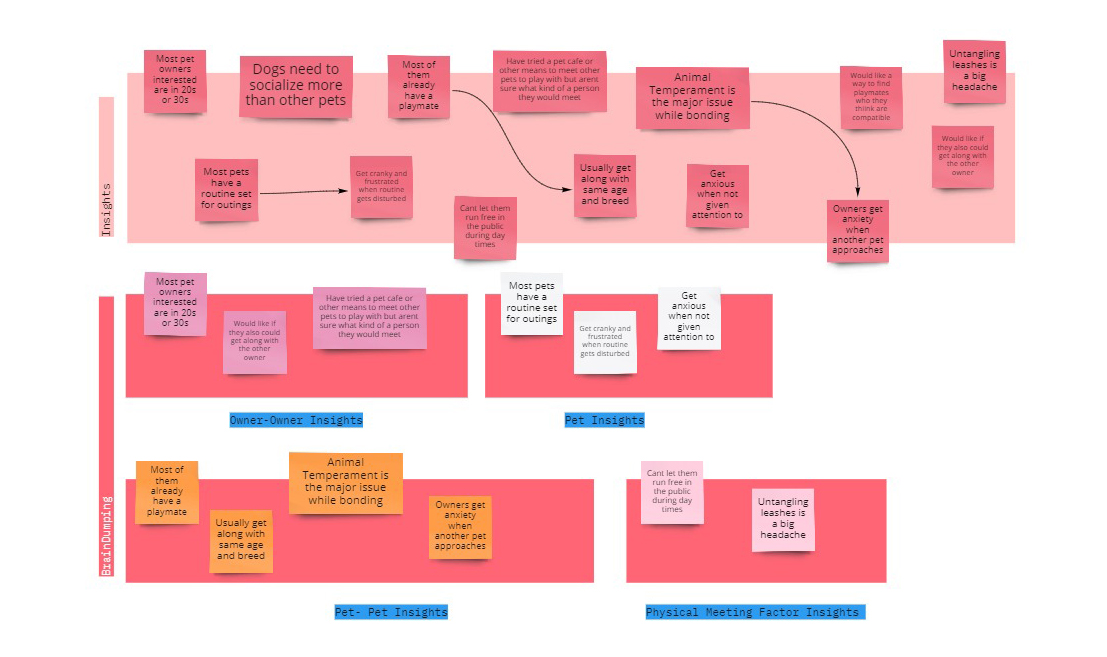 Most pet
owners
interested
are in 20s
or 30s
Dogs need to
socialize more
than other pets
Most of
them
already
have a
playmate
Have tried a pet cafe or
other means to meet other
pets to play with but arent
sure what kind of a person
they would meet
Animal
Temperament is
the major issue
while bonding
Would like a
way to find
playmates
who they
think are
compatible
Untangling
leashes is
a big
headache
Most pets
have a
routine set
for outings
Get cranky and
frustrated
when routine
gets disturbed
Cant let them
run free in
the public
during day
times
Usually get
along with
same age
and breed
Get
anxious
when not
given
attention to
Owners get
anxiety
when
another pet
approaches
Would like if
they also could
get along with
the other
owner
Insights
Most pet
owners
interested
are in 20s
or 30s
Would like if
they also could
get along with
the other
owner
Have tried a pet cafe or
other means to meet other
pets to play with but arent
sure what kind of a person
they would meet
Owner-Owner Insights
Most pets
have a
routine set
for outings
Get cranky and
frustrated
when routine
gets disturbed
Get
anxious
when not
given
attention to
Pet Insights
BrainDumping
Most of
them
already
have a
playmate
Usually get
along with
same age
and breed
Animal
Temperament is
the major issue
while bonding
Owners get
anxiety
when
another pet
approaches
Pet- Pet Insights
Cant let them
run free in
the public
during day
times
Untangling
leashes is
a big
headache
Physical Meeting Factor Insights